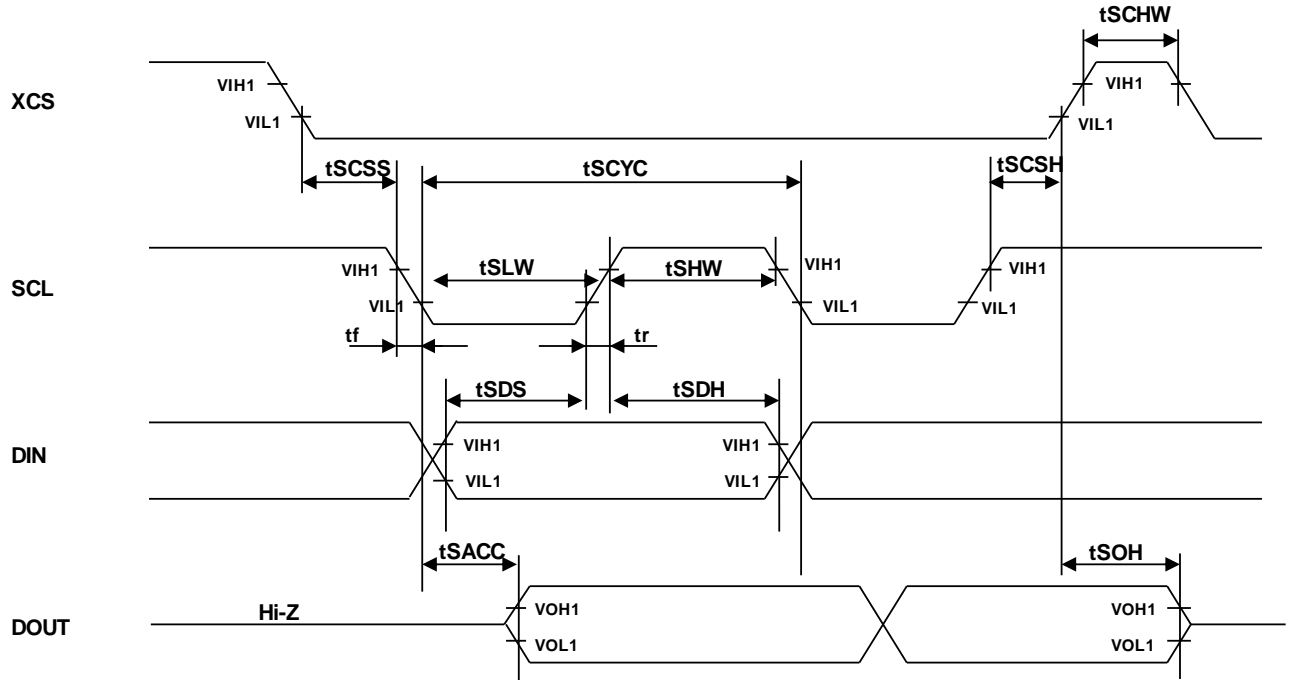 tSCHW
XCS
VIH1
VIL1
VIH1
VIL1
tSCSS
tSCYC
tSCSH
SCL
VIH1
VIL1
tSLW
tSHW
VIH1
VIL1
VIH1
VIL1
tf
tr
tSDS
tSDH
DIN
VIH1
VIL1
VIH1
VIL1
tSACC
tSOH
DOUT
Hi-Z
VOH1
VOL1
VOH1
VOL1